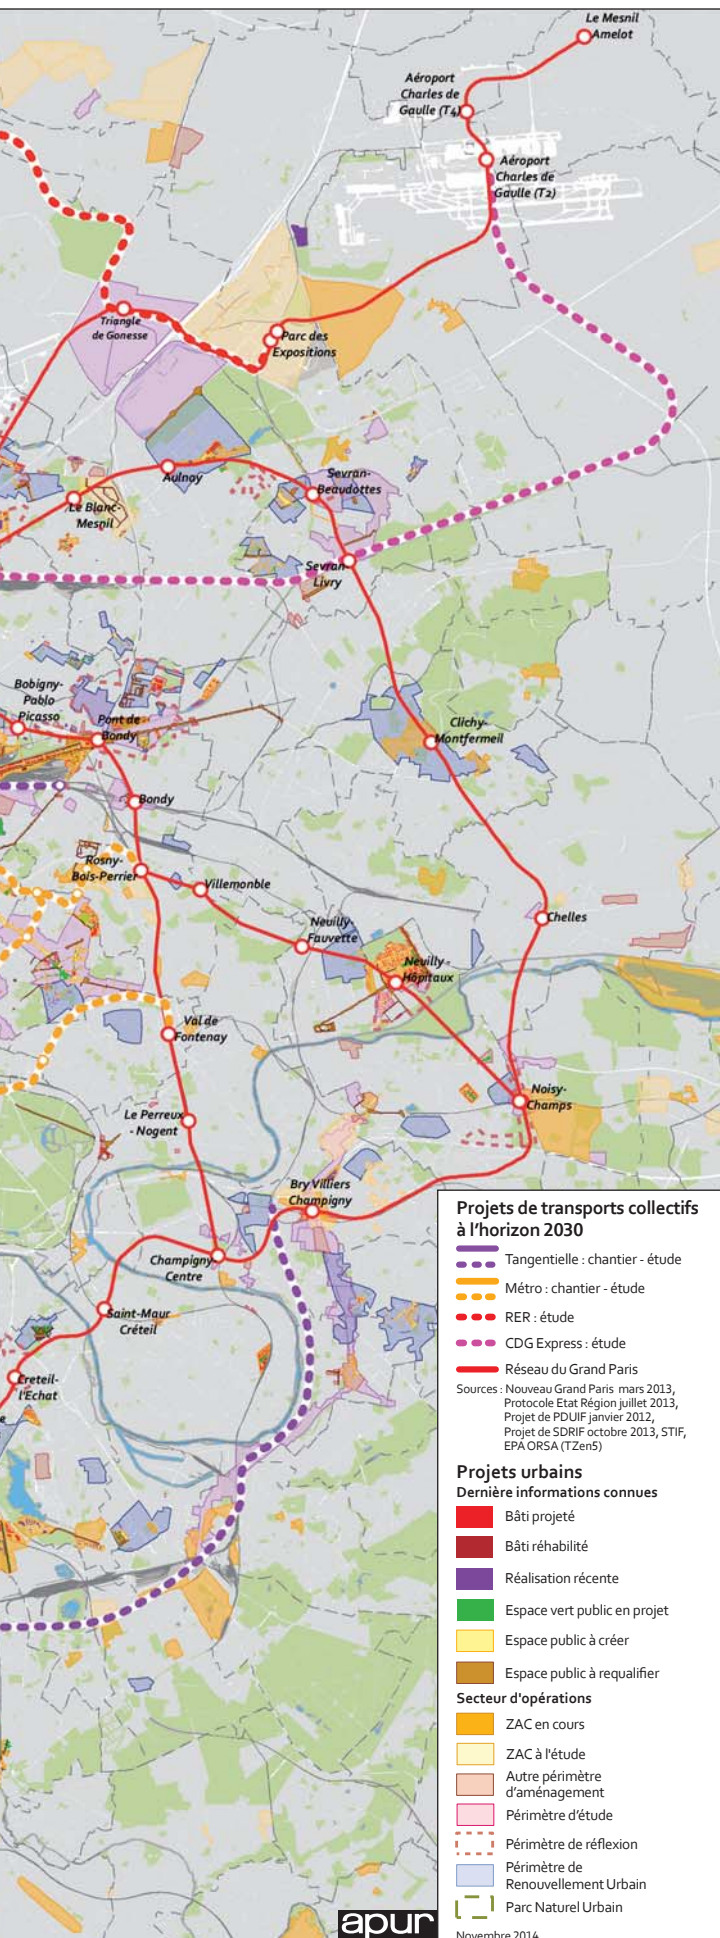 Le Mesnil
Amelot
Aéroport
Charles de
Gaulle (T4)
Aéroport
Charles de
Gaulle (T2)
Triangle
de Gonesse
Parc des
Expositions
Aulnay
Sevran-
Beaudottes
Le Blanc-
Mesnil
Sevran-
Livry
Bobigny-
Pablo
Picasso
Pont de
Bondy
Clichy-
Montfermeil
Bondy
Rosny-
Bois-Perrier
Villemonble
Neuilly-
Fauvette
Chelles
Neuilly -
Hôpitaux
Val de
Fontenay
Noisy-
Champs
Le Perreux
- Nogent
Bry Villiers
Champigny
Champigny
Centre
Saint-Maur
Créteil
Creteil-
l'Echat
Projets de transports collectifs
à l'horizon 2030
Tangentielle : chantier - étude
Métro : chantier - étude
RER : étude
CDG Express : étude
Réseau du Grand Paris
Sources : Nouveau Grand Paris mars 2013,
Protocole Etat Région juillet 2013,
Projet de PDUIF janvier 2012,
Projet de SDRIF octobre 2013, STIF,
EPA ORSA (TZen5)
Projets urbains
Dernière informations connues
Bâti projeté
Bâti réhabilité
Réalisation récente
Espace vert public en projet
Espace public à créer
Espace public à requalifier
Secteur d'opérations
ZAC en cours
ZAC à l'étude
Autre périmètre
d'aménagement
Périmètre d'étude
Périmètre de réflexion
Périmètre de
Renouvellement Urbain
Parc Naturel Urbain
Novembre 2014
apur